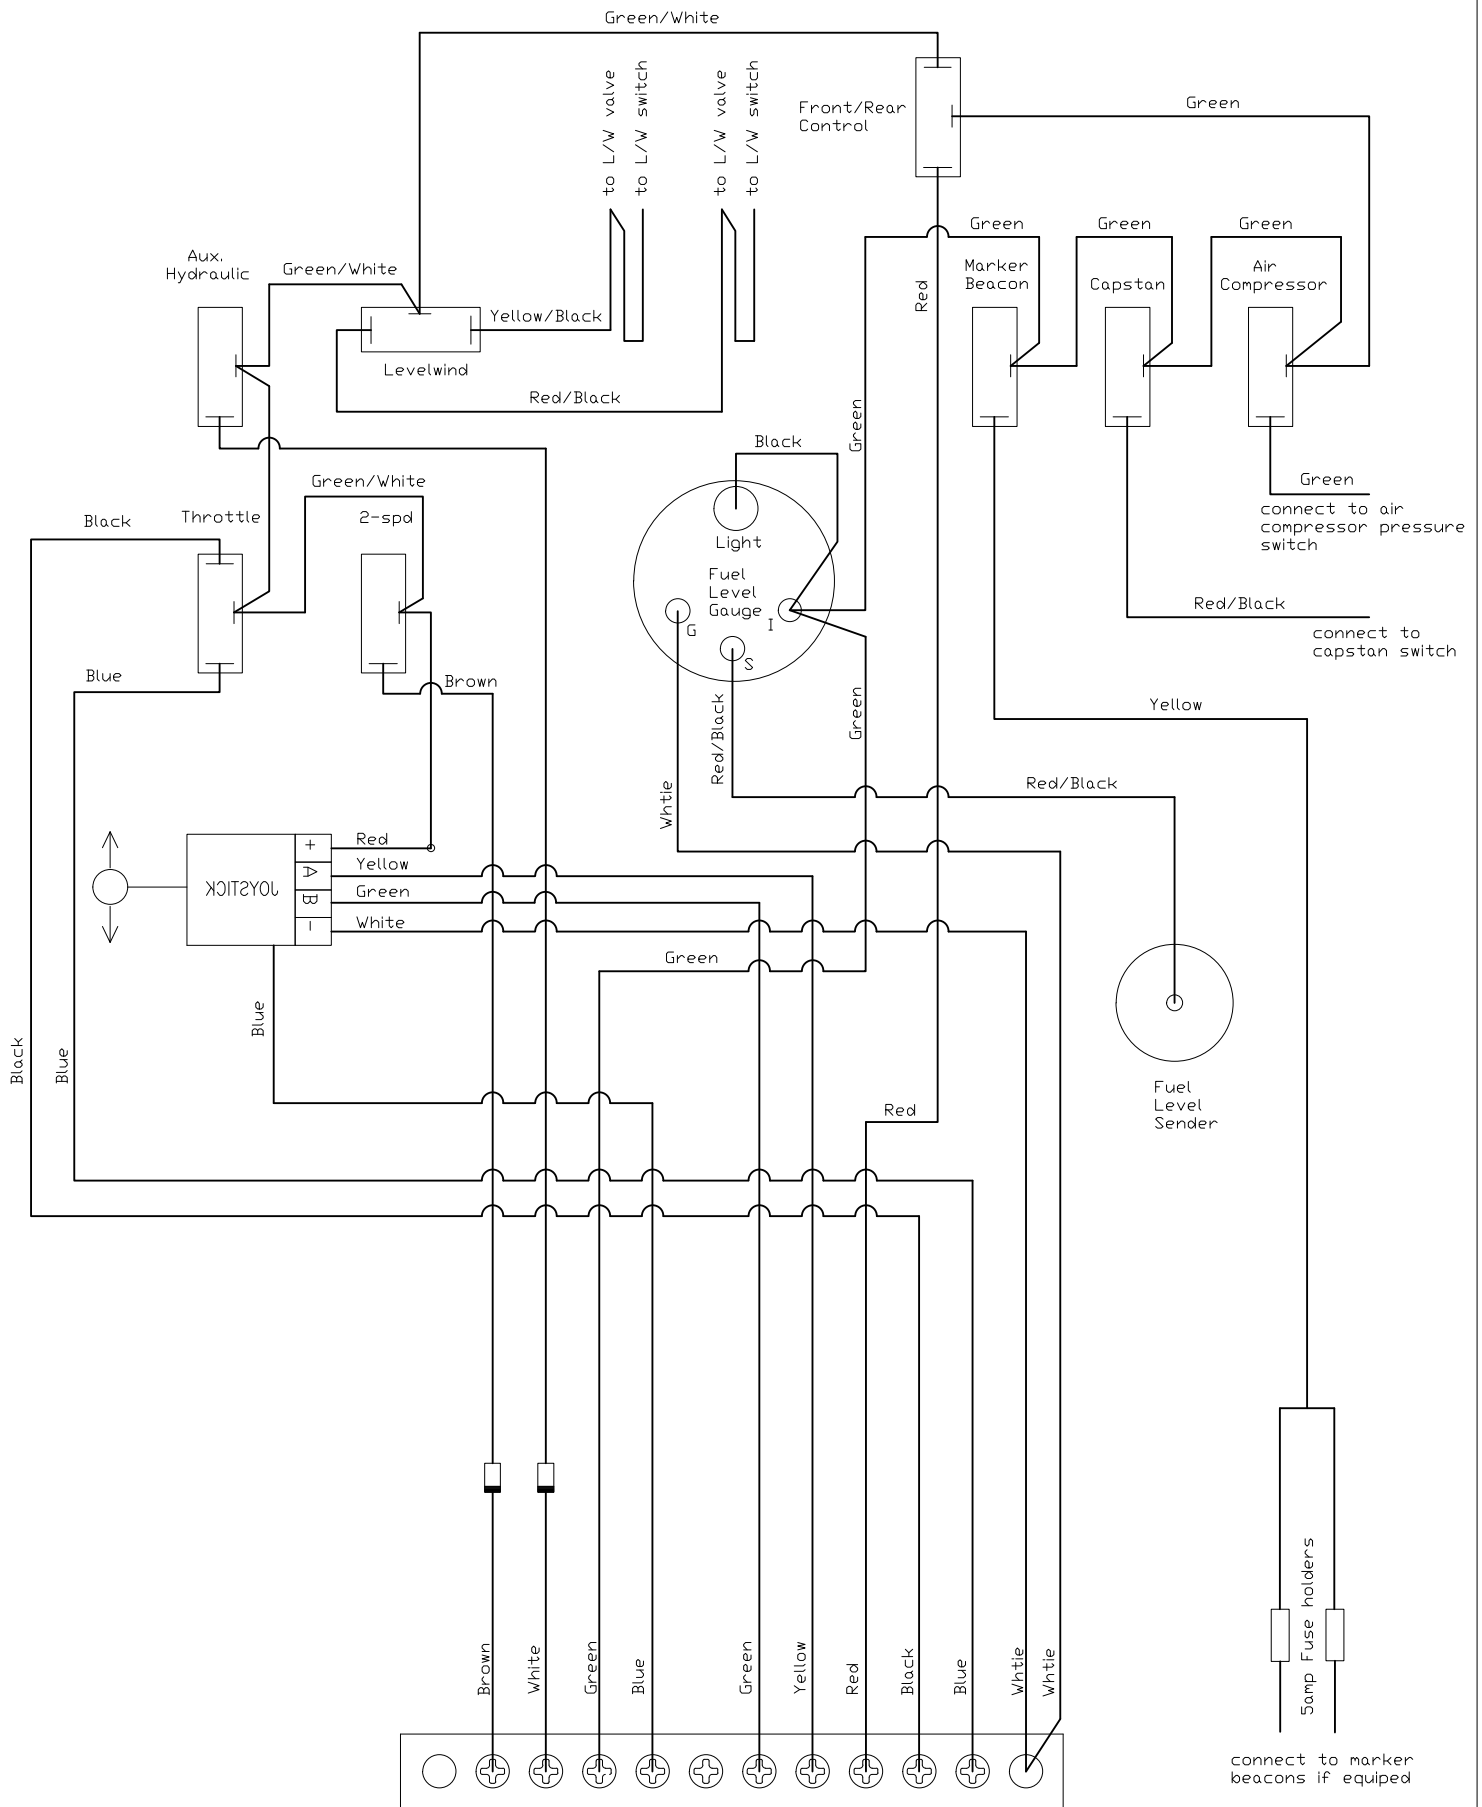 Green/White
to L/W valve
to L/W switch
to L/W valve
to L/W switch
Front/Rear
Control
Green
Aux.
Hydraulic
Green/White
Yellow/Black
Levelwind
Red/Black
Red
Green
Green
Green
Marker
Beacon
Capstan
Air
Compressor
Green
Black
Green/White
Throttle
2-spd
Black
Light
Fuel
Level
Gauge
G
I
S
Green
connect to air
compressor pressure
switch
Red/Black
connect to
capstan switch
Blue
Brown
Red/Black
Green
Yellow
Whtie
Red/Black
JOYSTICK
+
A
B
-
Red
Yellow
Green
White
Green
Blue
Black
Blue
Red
Fuel
Level
Sender
Brown
White
Green
Blue
Green
Yellow
Red
Black
Blue
Whtie
Whtie
5amp Fuse holders
connect to marker
beacons if equiped